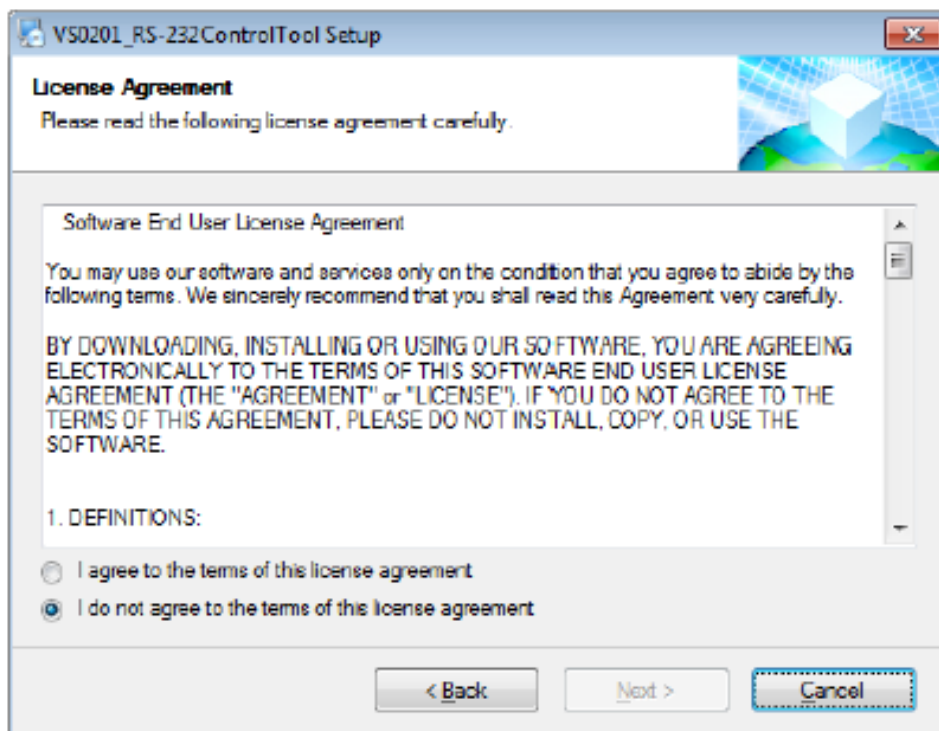 VS0201_RS-232ControlTool Setup
License Agreement
Please read the following license agreement carefully.
Software End User License Agreement
You may use our software and services only on the condition that you agree to abide by the
following terms. We sincerely recommend that you shall read this Agreement very carefully.
BY DOWNLOADING, INSTALLING OR USING OUR SOFTWARE, YOU ARE AGREEING
ELECTRONICALLY TO THE TERMS OF THIS SOFTWARE END USER LICENSE
AGREEMENT (THE "AGREEMENT" or "LICENSE"). IF YOU DO NOT AGREE TO THE
TERMS OF THIS AGREEMENT, PLEASE DO NOT INSTALL, COPY, OR USE THE
SOFTWARE.
1. DEFINITIONS:
I agree to the terms of this license agreement
I do not agree to the terms of this license agreement
< Back Next > Cancel